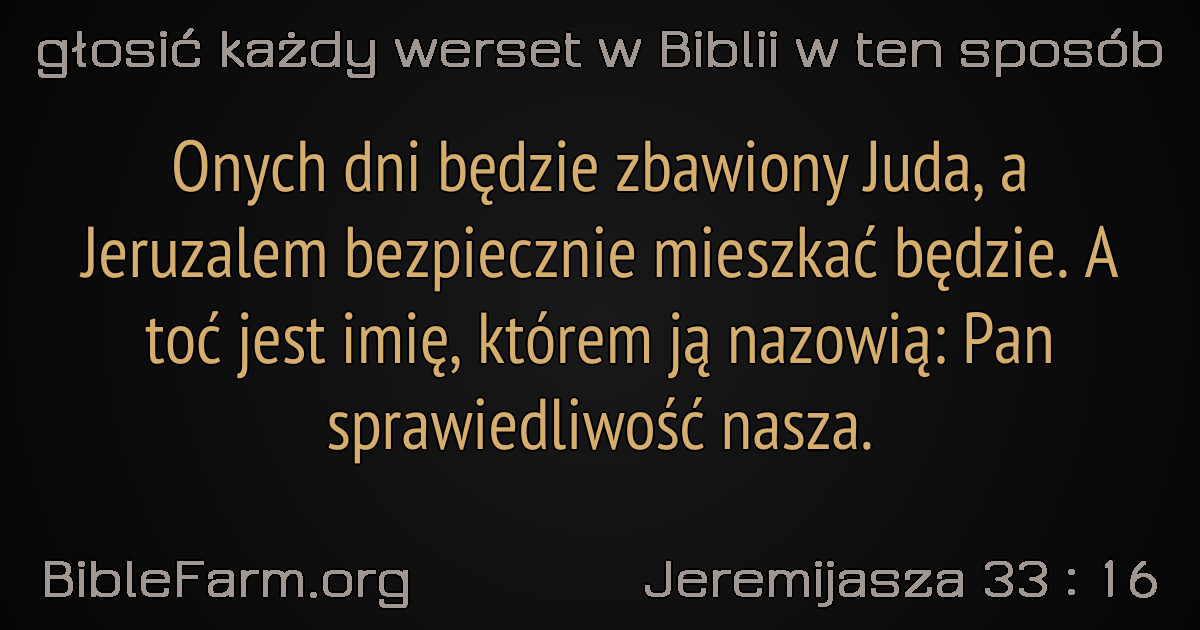 głosić każdy werset w Biblii w ten sposób
Onych dni będzie zbawiony Juda, a
Jeruzalem bezpiecznie mieszkać będzie. A
toć jest imię, którem ją nazowią: Pan
sprawiedliwość nasza.
BibleFarm.org
Jeremijasza 33 : 16